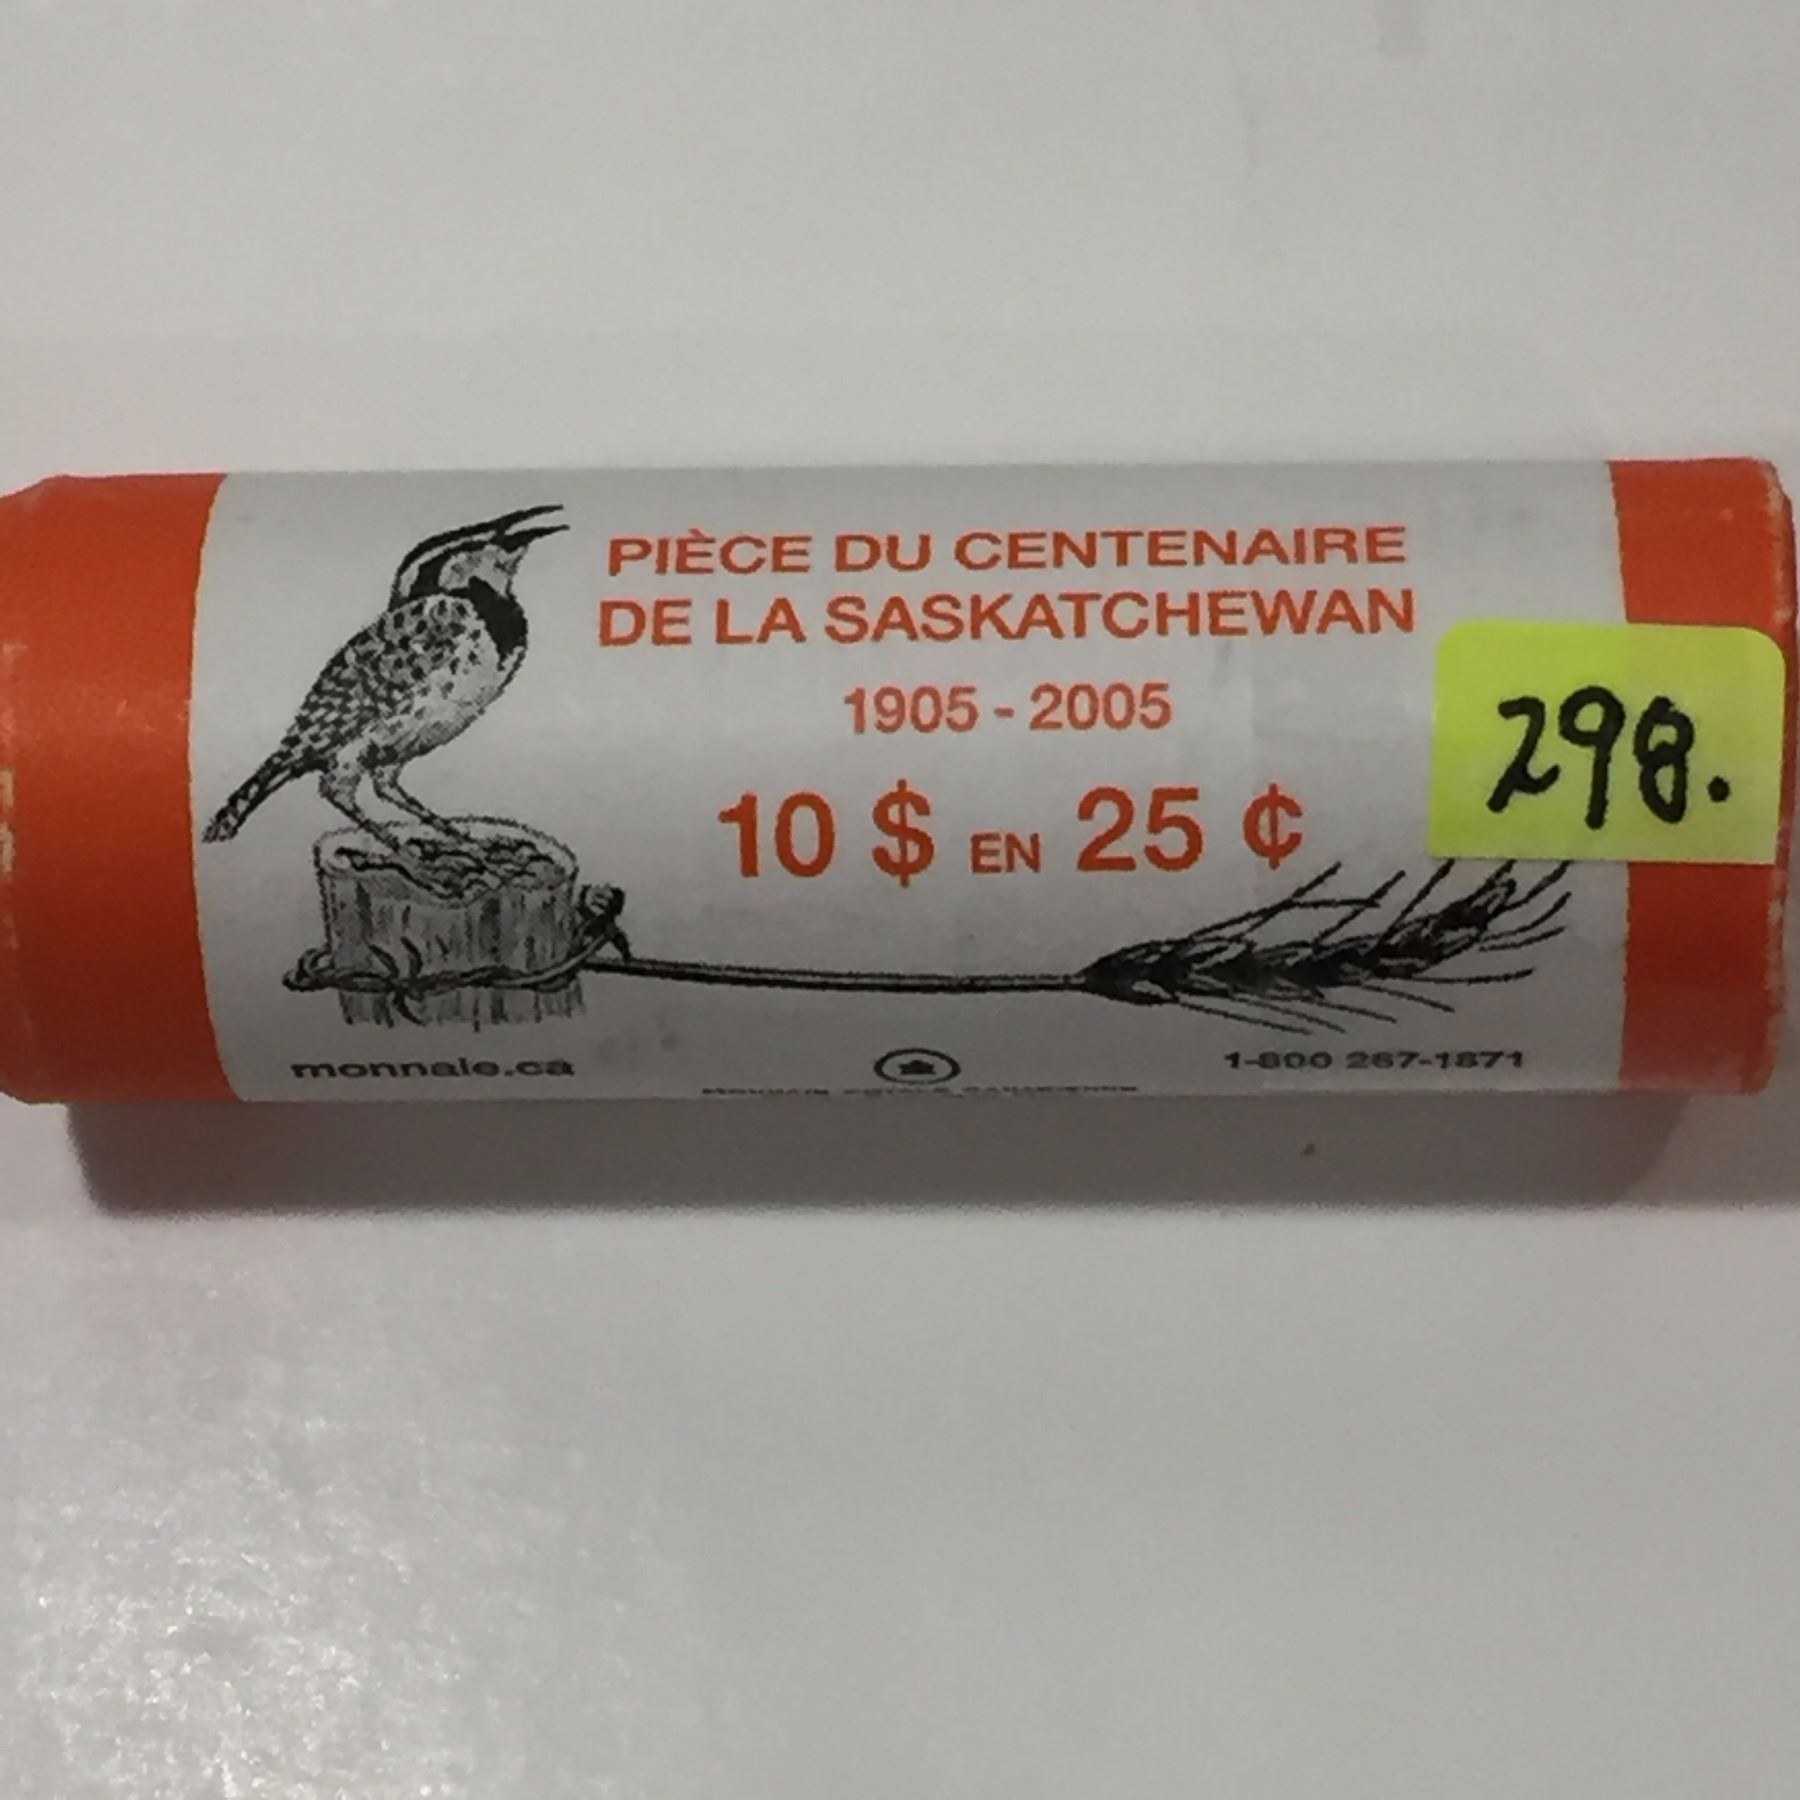 PIÈCE DU CENTENAIRE
DE LA SASKATCHEWAN
1905 - 2005
298.
10 $ EN 25 ¢
monnaie.ca
1-800 267-1871